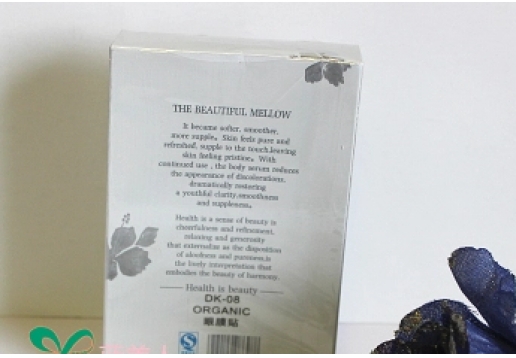 THE BEAUTIFUL MELLOW
It became softer, smoother,
more supple。Skin feels pure and
refreshed, supple to the touch,leaving
skin feeling pristine。With
continued use , the body serum reduces
the appearance of discolorations,
dramatically restoring
a youthful clarity,smoothness
and suppleness。
Health is a sense of beauty is
cheerfulness and refinement,
relaxing and generosity
that externalize as the disposition
of aloofness and pureness,is
the lively interpretation that
embodies the beauty of harmony.
Health is beauty
DK-08
ORGANIC
眼膜貼